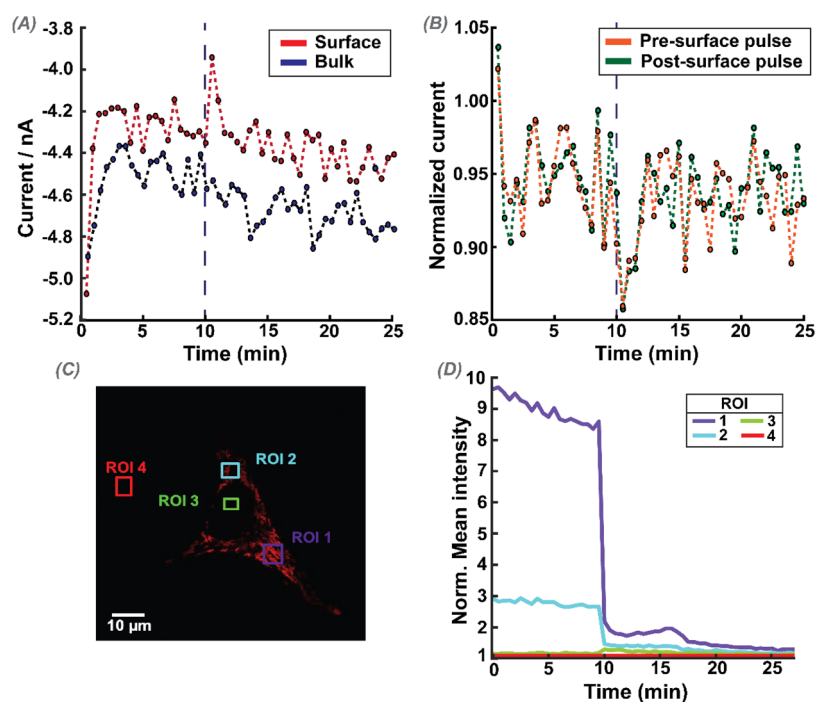 (A)
-3.8
-4.0
-4.2
-4.4
-4.6
-4.8
-5.0
-5.2
Current / nA
Surface
Bulk
0 5 10 15 20 25
Time (min)
(B)
1.00
0.95
0.90
0.85
Normalized current
Pre-surface pulse
Post-surface pulse
0 5 10 15 20 25
Time (min)
(C)
ROI 4
ROI 2
ROI 3
ROI 1
10 µm
(D)
10
9
8
7
6
5
4
3
2
1
Norm. Mean intensity
ROI
1 3
2 4
0 5 10 15 20 25
Time (min)